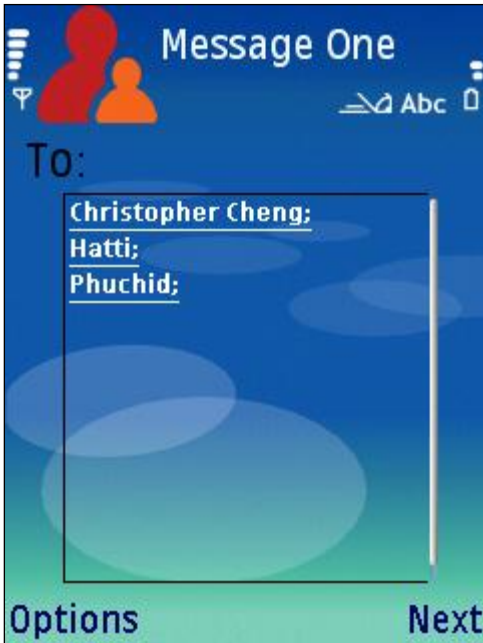 Message One
Abc
To:
Christopher Cheng;
Hatti;
Phuchid;
Options
Next